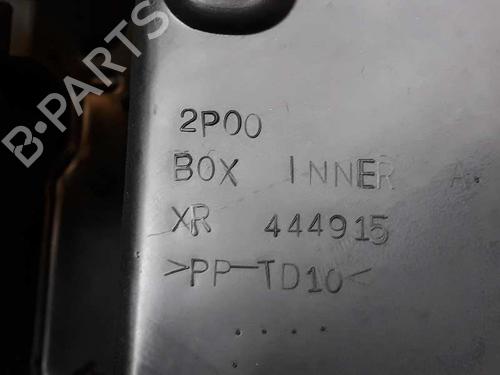 B-PARTS
2P00
BOX INNER A
XR 444915
>PP-TD10<